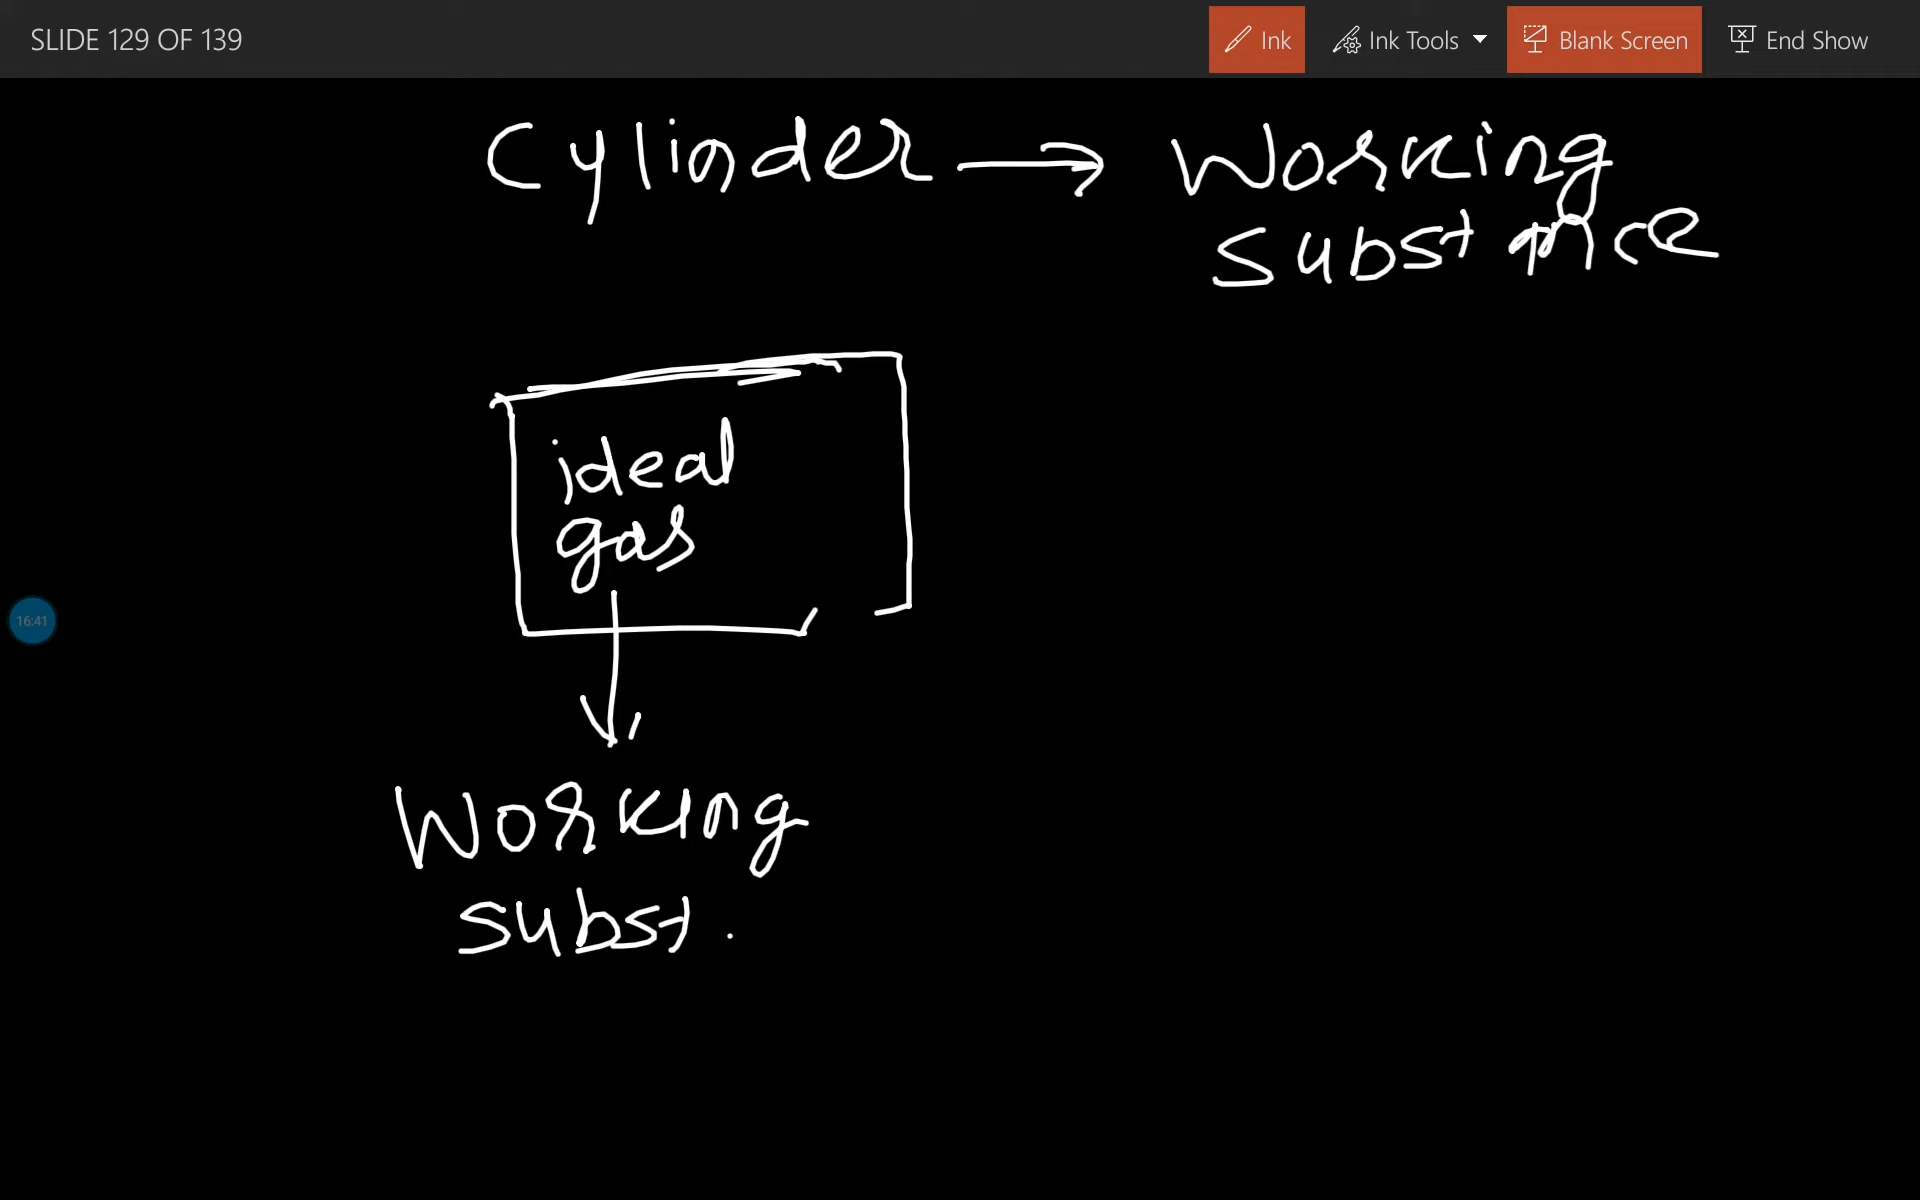 SLIDE 129 OF 139
Ink
Ink Tools
Blank Screen
End Show
Cylinder → Working
substance
ideal
gas
16:41
Working
subst.